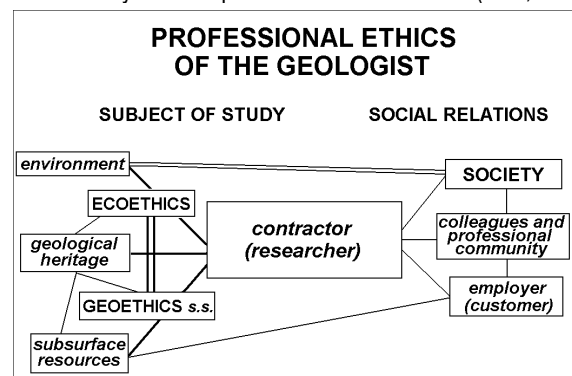 PROFESSIONAL ETHICS
OF THE GEOLOGIST
SUBJECT OF STUDY
SOCIAL RELATIONS
environment
ECOETHICS
geological
heritage
GEOETHICS s.s.
subsurface
resources
contractor
(researcher)
SOCIETY
colleagues and
professional
community
employer
(customer)